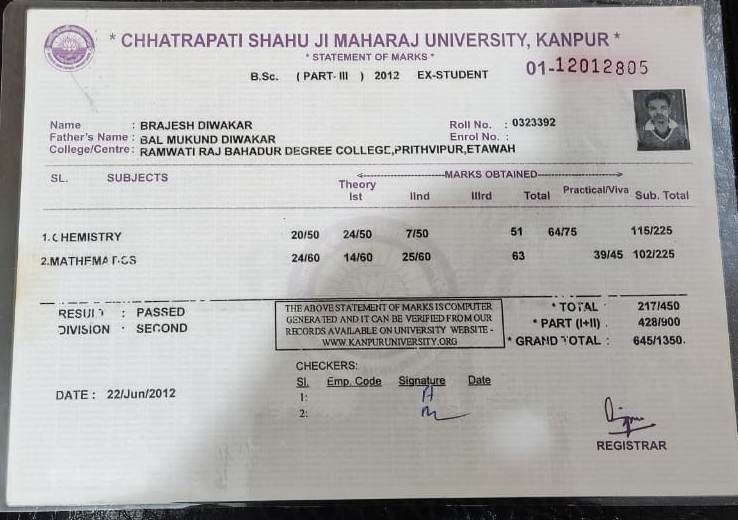 * CHHATRAPATI SHAHU JI MAHARAJ UNIVERSITY, KANPUR *
* STATEMENT OF MARKS *
B.Sc. ( PART- III ) 2012 EX-STUDENT 01-12012805
Name : BRAJESH DIWAKAR Roll No. : 0323392
Father's Name : BAL MUKUND DIWAKAR Enrol No. :
College/Centre : RAMWATI RAJ BAHADUR DEGREE COLLEGE,PRITHVIPUR,ETAWAH
SL. SUBJECTS MARKS OBTAINED
Theory Ist IInd IIIrd Total Practical/Viva Sub. Total
1. CHEMISTRY 20/50 24/50 7/50 51 64/75 115/225
2.MATHEMATICS 24/60 14/60 25/60 63 39/45 102/225
RESULT : PASSED
DIVISION : SECOND
THE ABOVE STATEMENT OF MARKS IS COMPUTER
GENERATED AND IT CAN BE VERIFIED FROM OUR
RECORDS AVAILABLE ON UNIVERSITY WEBSITE -
WWW.KANPURUNIVERSITY.ORG
* TOTAL : 217/450
* PART (I+II) . 428/900
* GRAND TOTAL : 645/1350.
CHECKERS:
Sl. Emp. Code Signature Date
1:
2:
DATE : 22/Jun/2012
REGISTRAR